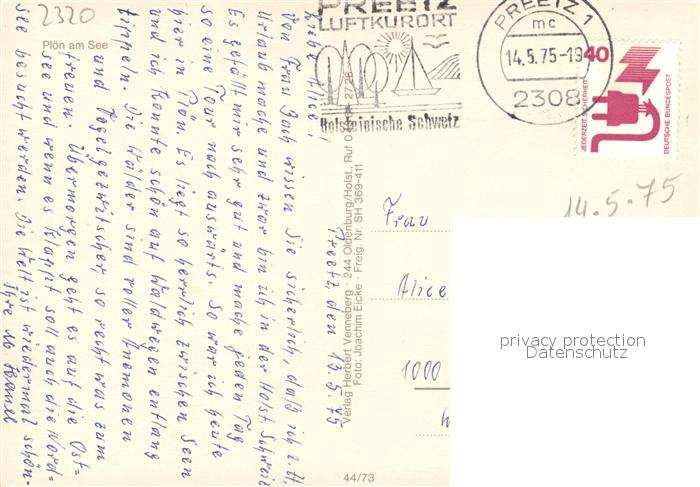 2320
Plön am See
PREETZ
LUFTKURORT
Holsteinische Schweiz
PREETZ 1
mc
14.5.75-19
2308
40
JEDERZEIT SICHERHEIT
DEUTSCHE BUNDESPOST
14.5.75
Preetz den 13.5.75
Liebe Alice!
Von Frau Gach wissen Sie sicherlich, daß ich z. Zt.
Urlaub mache und zwar bin ich in der Holst. Schweiz
Es gefällt mir sehr gut und mache jeden Tag
so eine Tour nach auswärts. So war ich heute
hier in Plön. Es liegt so herrlich zwischen Seen
und ich konnte schön auf Waldwegen entlang
tippeln. Die Wälder sind voller Anemonen
und Vogelgezwitscher, so recht was zum
freuen. Übermorgen geht es auf die Ost=
see und wenn es klappt soll auch die Nord=
see besucht werden. Die Welt ist wiedermal schön.
Ihre
Verlag Herbert Venneberg · 244 Oldenburg/Holst., Ruf 0
27 26
Foto: Joachim Eicke · Freig. Nr. SH 369-411
44/73
Frau
Alice
1000
privacy protection
Datenschutz